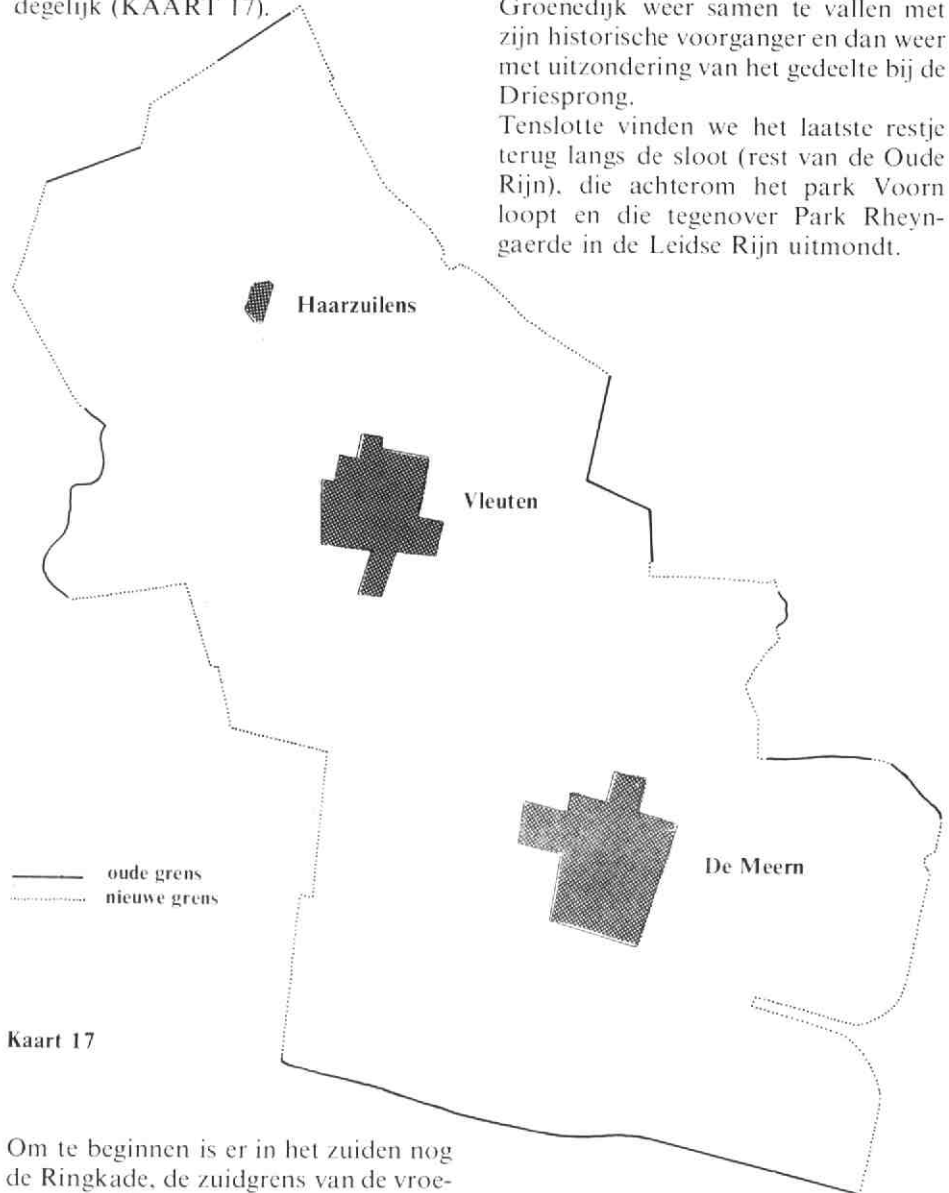 degelijk (KAART 17).
Om te beginnen is er in het zuiden nog
de Ringkade, de zuidgrens van de vroe-
Groenedijk weer samen te vallen met
zijn historische voorganger en dan weer
met uitzondering van het gedeelte bij de
Driesprong.
Tenslotte vinden we het laatste restje
terug langs de sloot (rest van de Oude
Rijn), die achterom het park Voorn
loopt en die tegenover Park Rheyn-
gaerde in de Leidse Rijn uitmondt.
Haarzuilens
Vleuten
De Meern
oude grens
nieuwe grens
Kaart 17